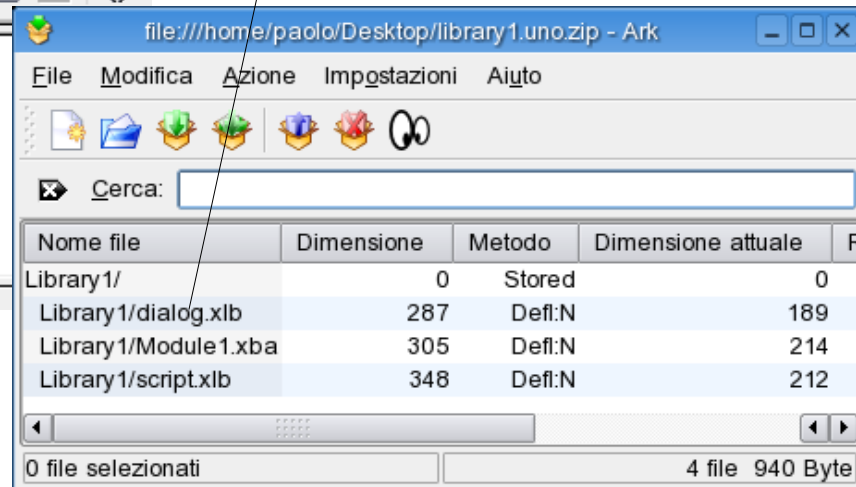 file:///home/paolo/Desktop/library1.uno.zip - Ark
File Modifica Azione Impostazioni Aiuto
Cerca:
Nome file Dimensione Metodo Dimensione attuale
Library1/ 0 Stored 0
Library1/dialog.xlb 287 Defl:N 189
Library1/Module1.xba 305 Defl:N 214
Library1/script.xlb 348 Defl:N 212
0 file selezionati 4 file 940 Byte